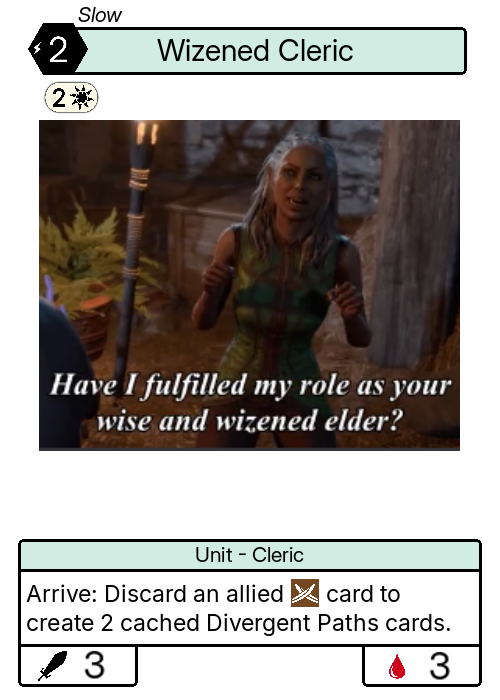 Slow
2
Wizened Cleric
2
Have I fulfilled my role as your
wise and wizened elder?
Unit - Cleric
Arrive: Discard an allied card to
create 2 cached Divergent Paths cards.
3
3